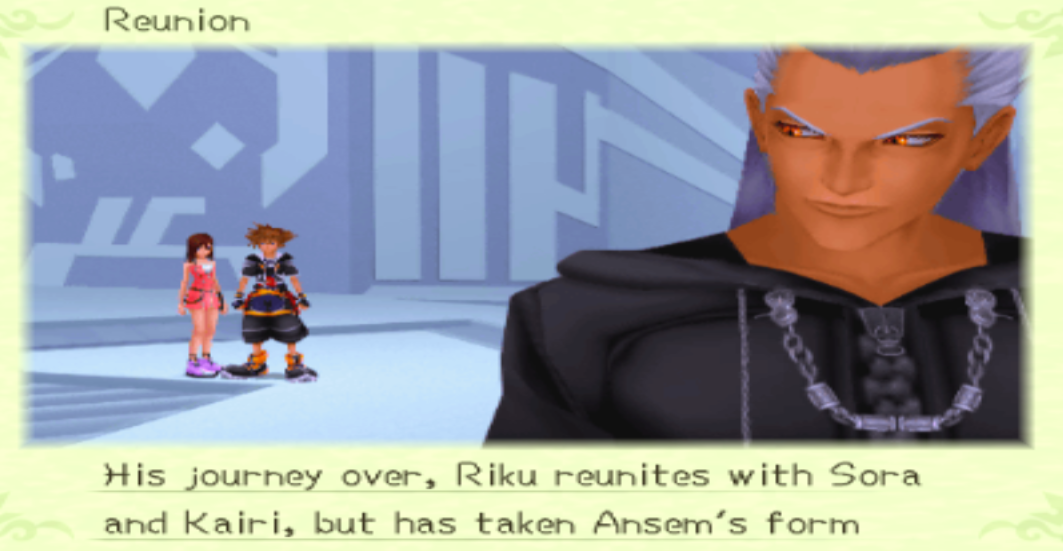 Reunion
His journey over, Riku reunites with Sora
and Kairi, but has taken Ansem's form